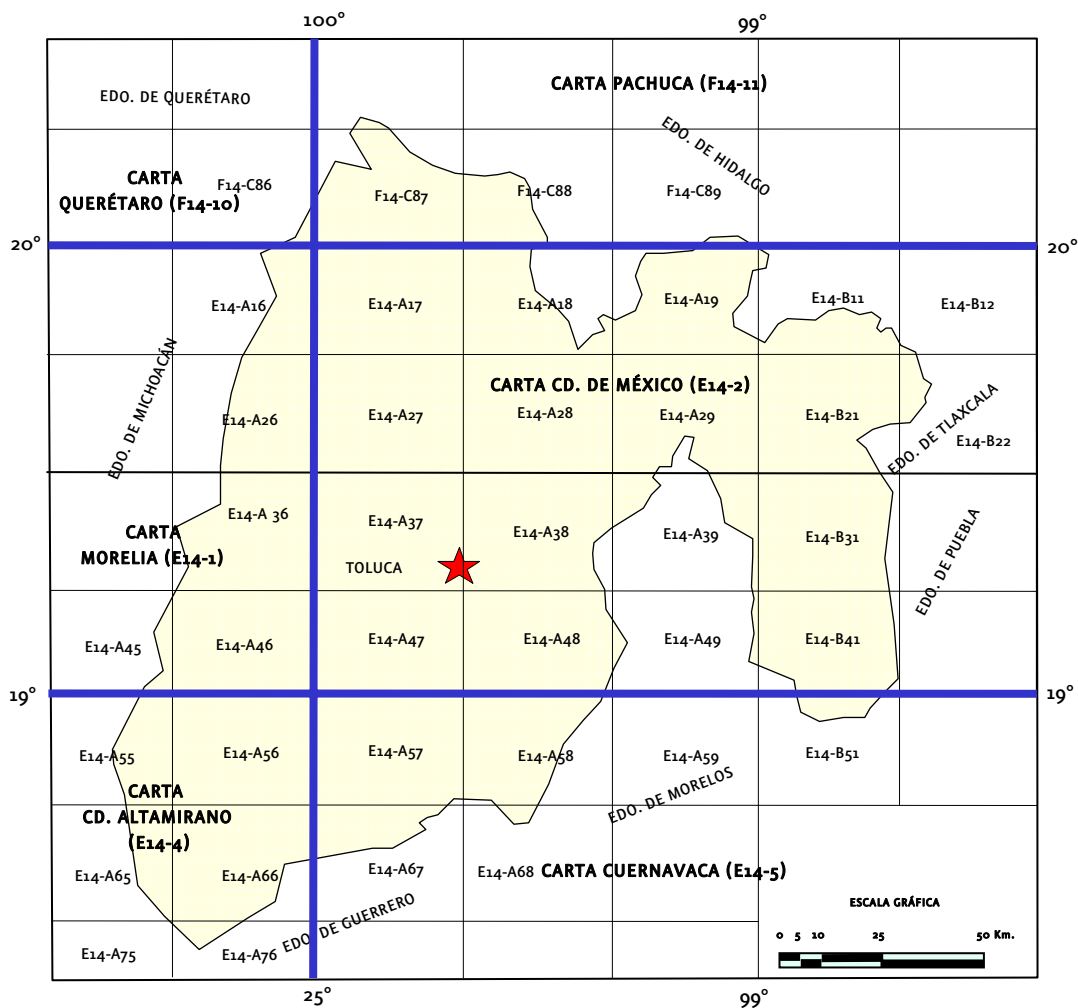 100°
99°
CARTA PACHUCA (F14-11)
EDO. DE QUERÉTARO
EDO. DE HIDALGO
CARTA
QUERÉTARO (F14-10)
F14-C86
F14-C87
F14-C88
F14-C89
20°
20°
E14-A16
E14-A17
E14-A18
E14-A19
E14-B11
E14-B12
EDO. DE MICHOACÁN
CARTA CD. DE MÉXICO (E14-2)
E14-A26
E14-A27
E14-A28
E14-A29
E14-B21
EDO. DE TLAXCALA
E14-B22
E14-A 36
E14-A37
E14-A38
E14-A39
E14-B31
EDO. DE PUEBLA
CARTA
MORELIA (E14-1)
TOLUCA
E14-A45
E14-A46
E14-A47
E14-A48
E14-A49
E14-B41
19°
19°
E14-A55
E14-A56
E14-A57
E14-A58
E14-A59
E14-B51
EDO. DE MORELOS
CARTA
CD. ALTAMIRANO
(E14-4)
E14-A65
E14-A66
E14-A67
E14-A68
CARTA CUERNAVACA (E14-5)
EDO. DE GUERRERO
ESCALA GRÁFICA
0 5 10 25 50 Km.
E14-A75
E14-A76
25°
99°